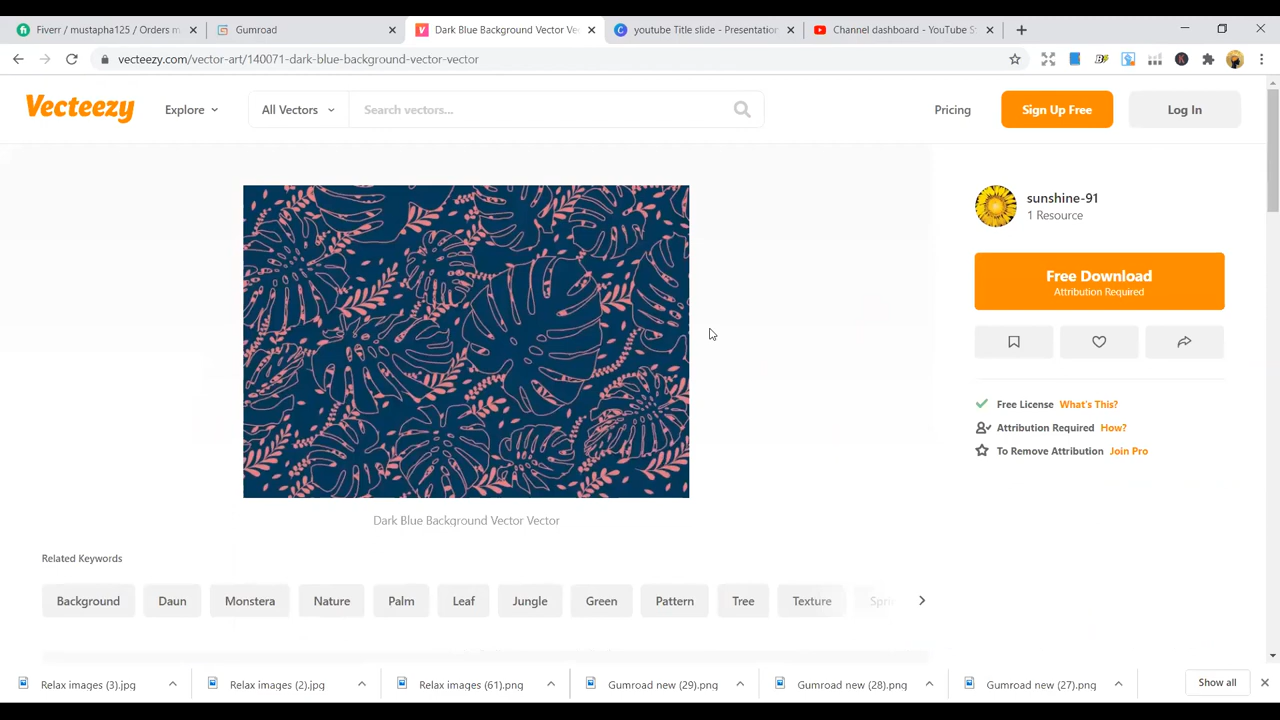 Fiverr / mustapha125 / Orders m
Gumroad
Dark Blue Background Vector Ve
youtube Title slide - Presentation
Channel dashboard - YouTube St
vecteezy.com/vector-art/140071-dark-blue-background-vector-vector
Vecteezy
Explore
All Vectors
Search vectors...
Pricing
Sign Up Free
Log In
sunshine-91
1 Resource
Free Download
Attribution Required
Free License What's This?
Attribution Required How?
To Remove Attribution Join Pro
Dark Blue Background Vector Vector
Related Keywords
Background
Daun
Monstera
Nature
Palm
Leaf
Jungle
Green
Pattern
Tree
Texture
Relax images (3).jpg
Relax images (2).jpg
Relax images (61).png
Gumroad new (29).png
Gumroad new (28).png
Gumroad new (27).png
Show all